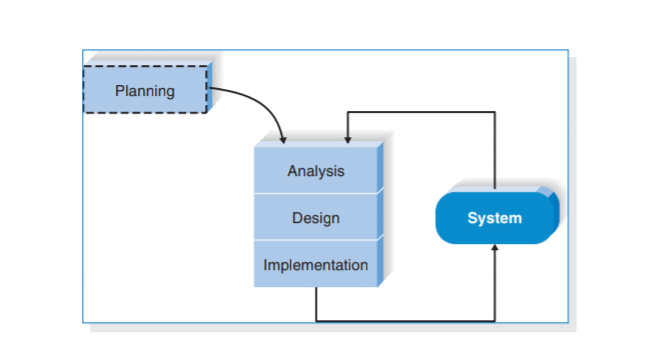 Planning
Analysis
Design
System
Implementation